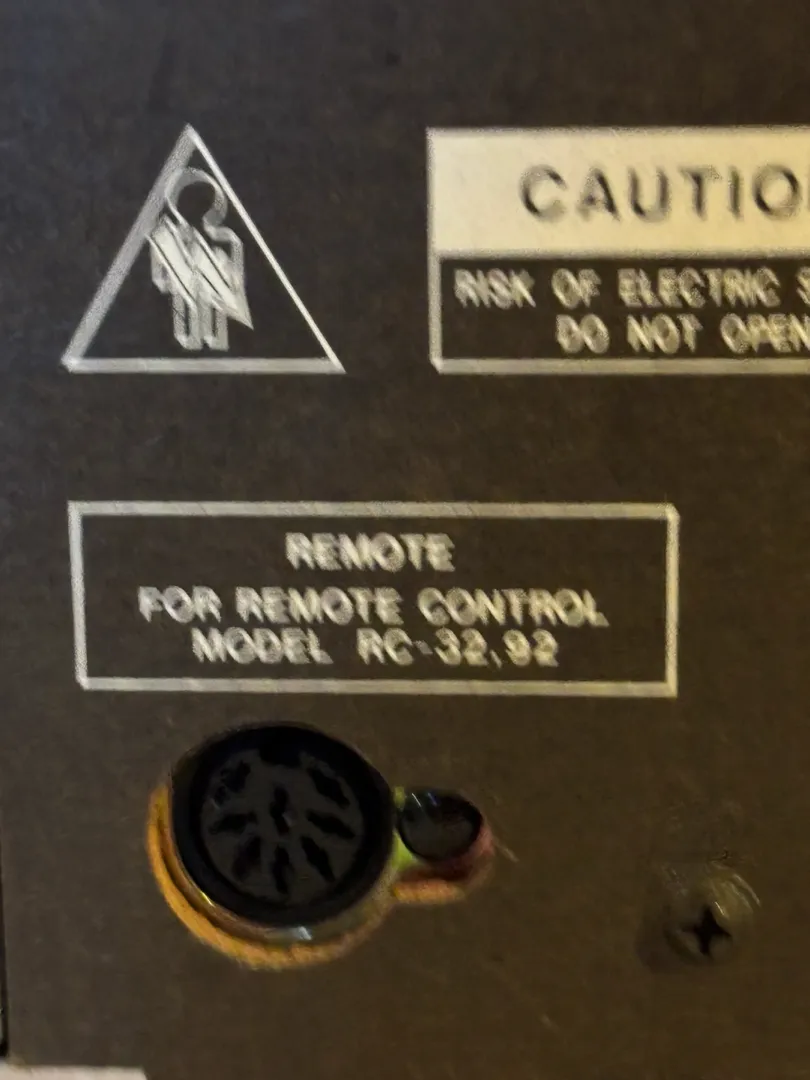 CAUTIO
RISK OF ELECTRIC S
DO NOT OPEN
REMOTE
FOR REMOTE CONTROL
MODEL RC-32,92